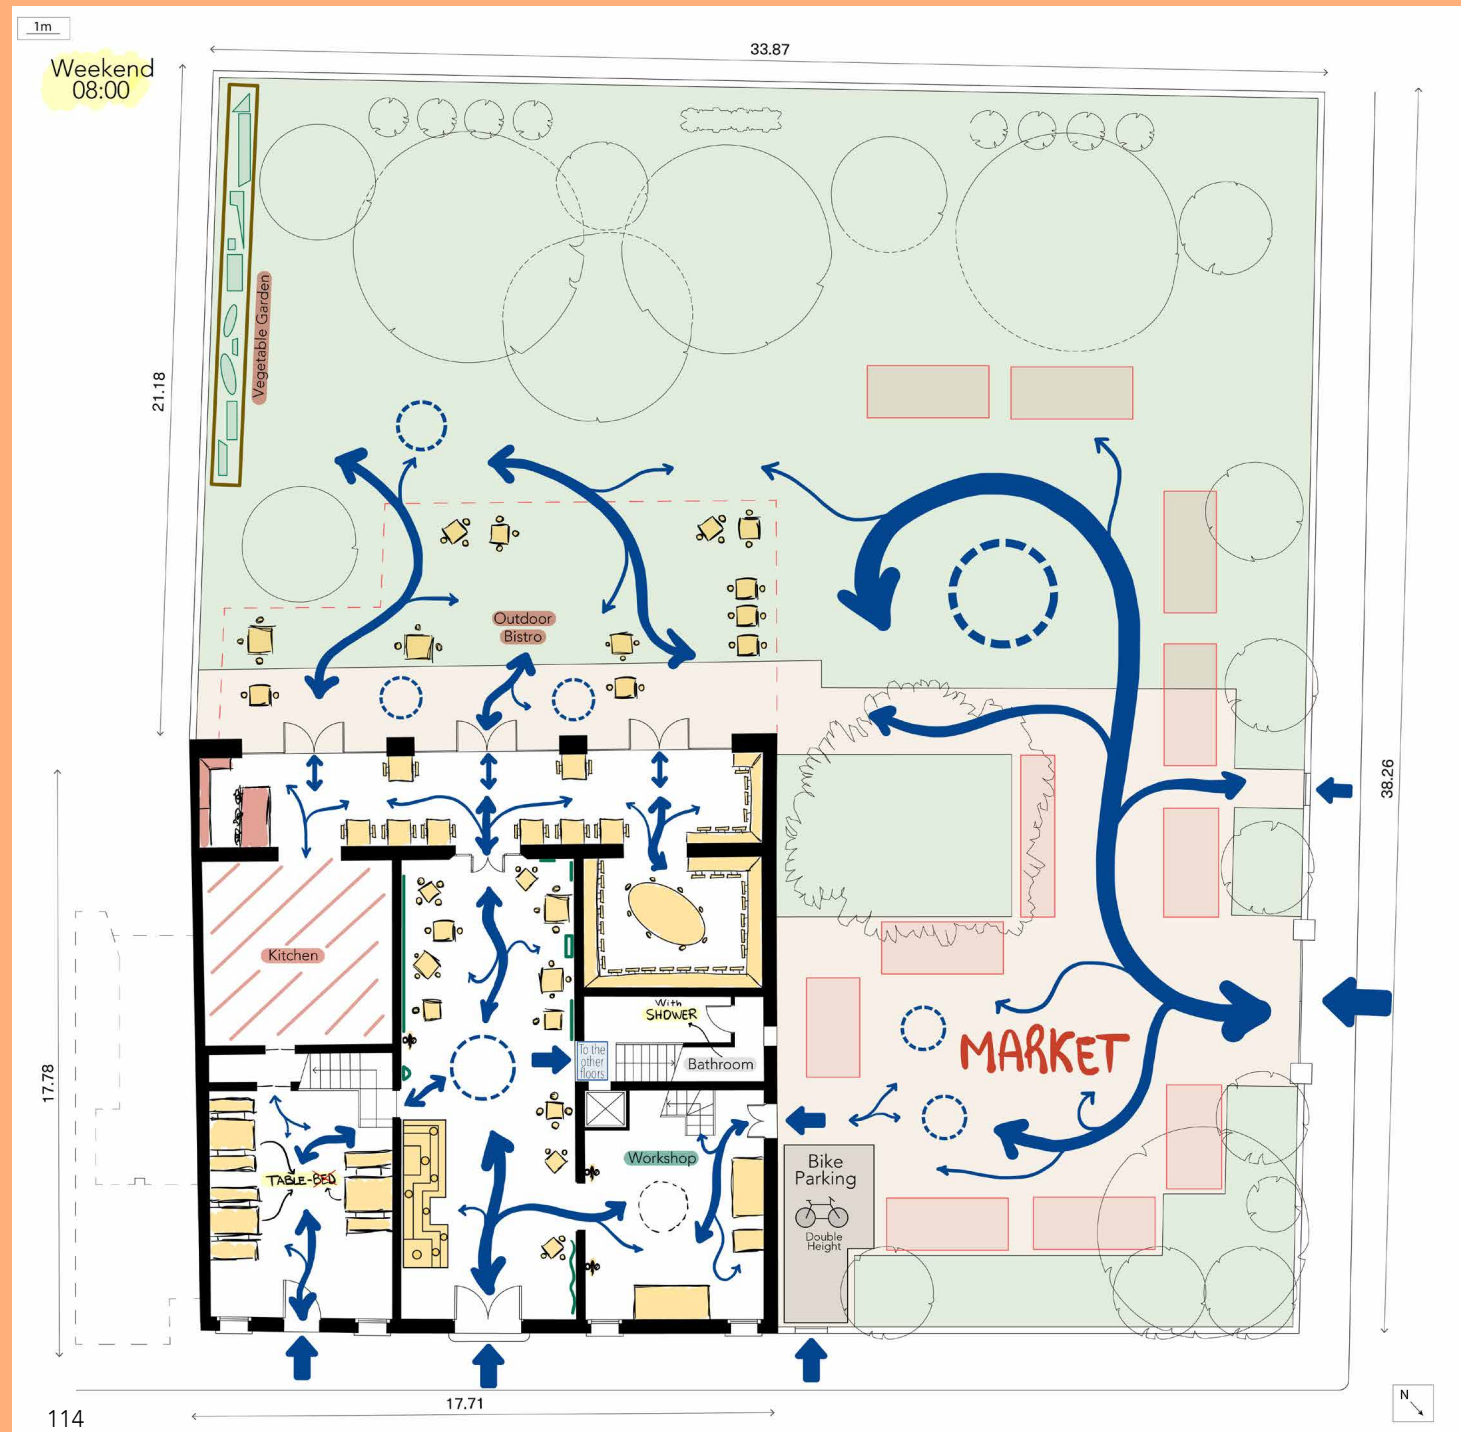 1m
Weekend
08:00
33.87
21.18
Vegetable Garden
Outdoor
Bistro
38.26
Kitchen
With
SHOWER
To the
other
floors
Bathroom
MARKET
17.78
Workshop
TABLE-BED
Bike
Parking
Double
Height
17.71
N
114